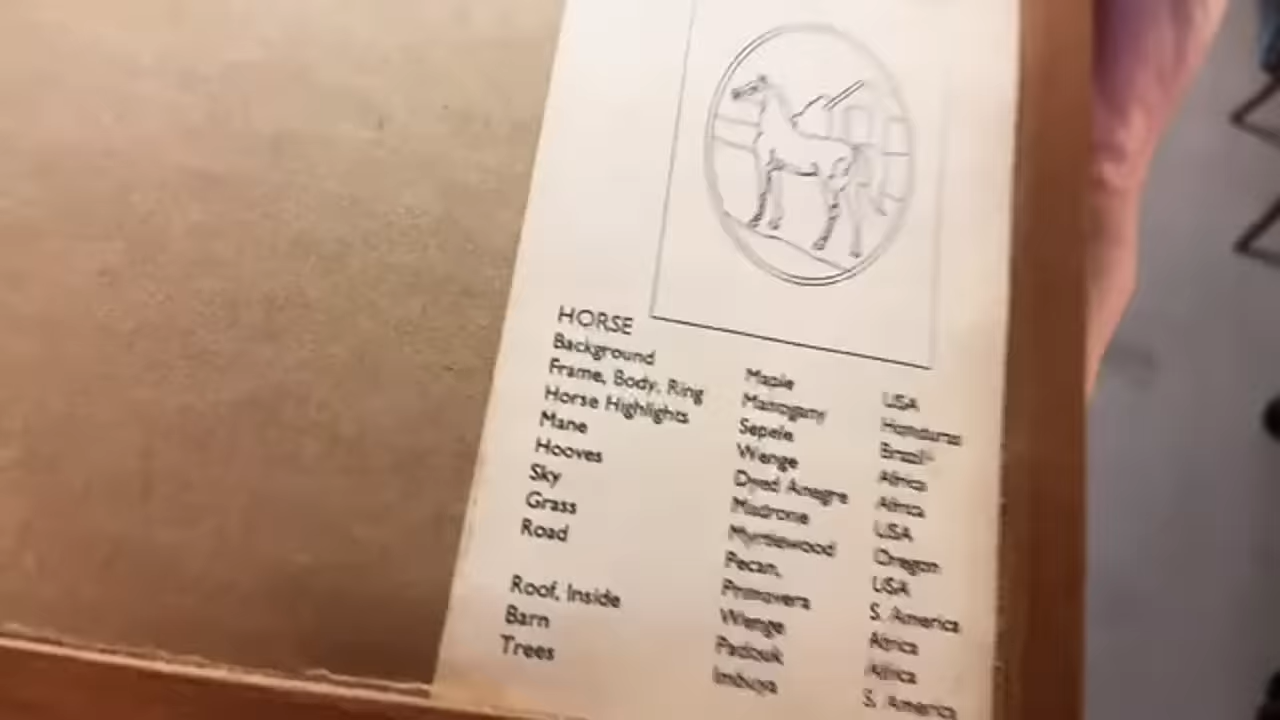 HORSE
Background Maple USA
Frame, Body, Ring Mahogany Honduras
Horse Highlights Sepele Brazil
Mane Wenge Africa
Hooves Dyed Anegre Africa
Sky Madrone USA
Grass Myrtlewood Oregon
Road Pecan, USA
Primavera S. America
Roof, Inside Wenge Africa
Barn Padouk Africa
Trees Imbuya S. America